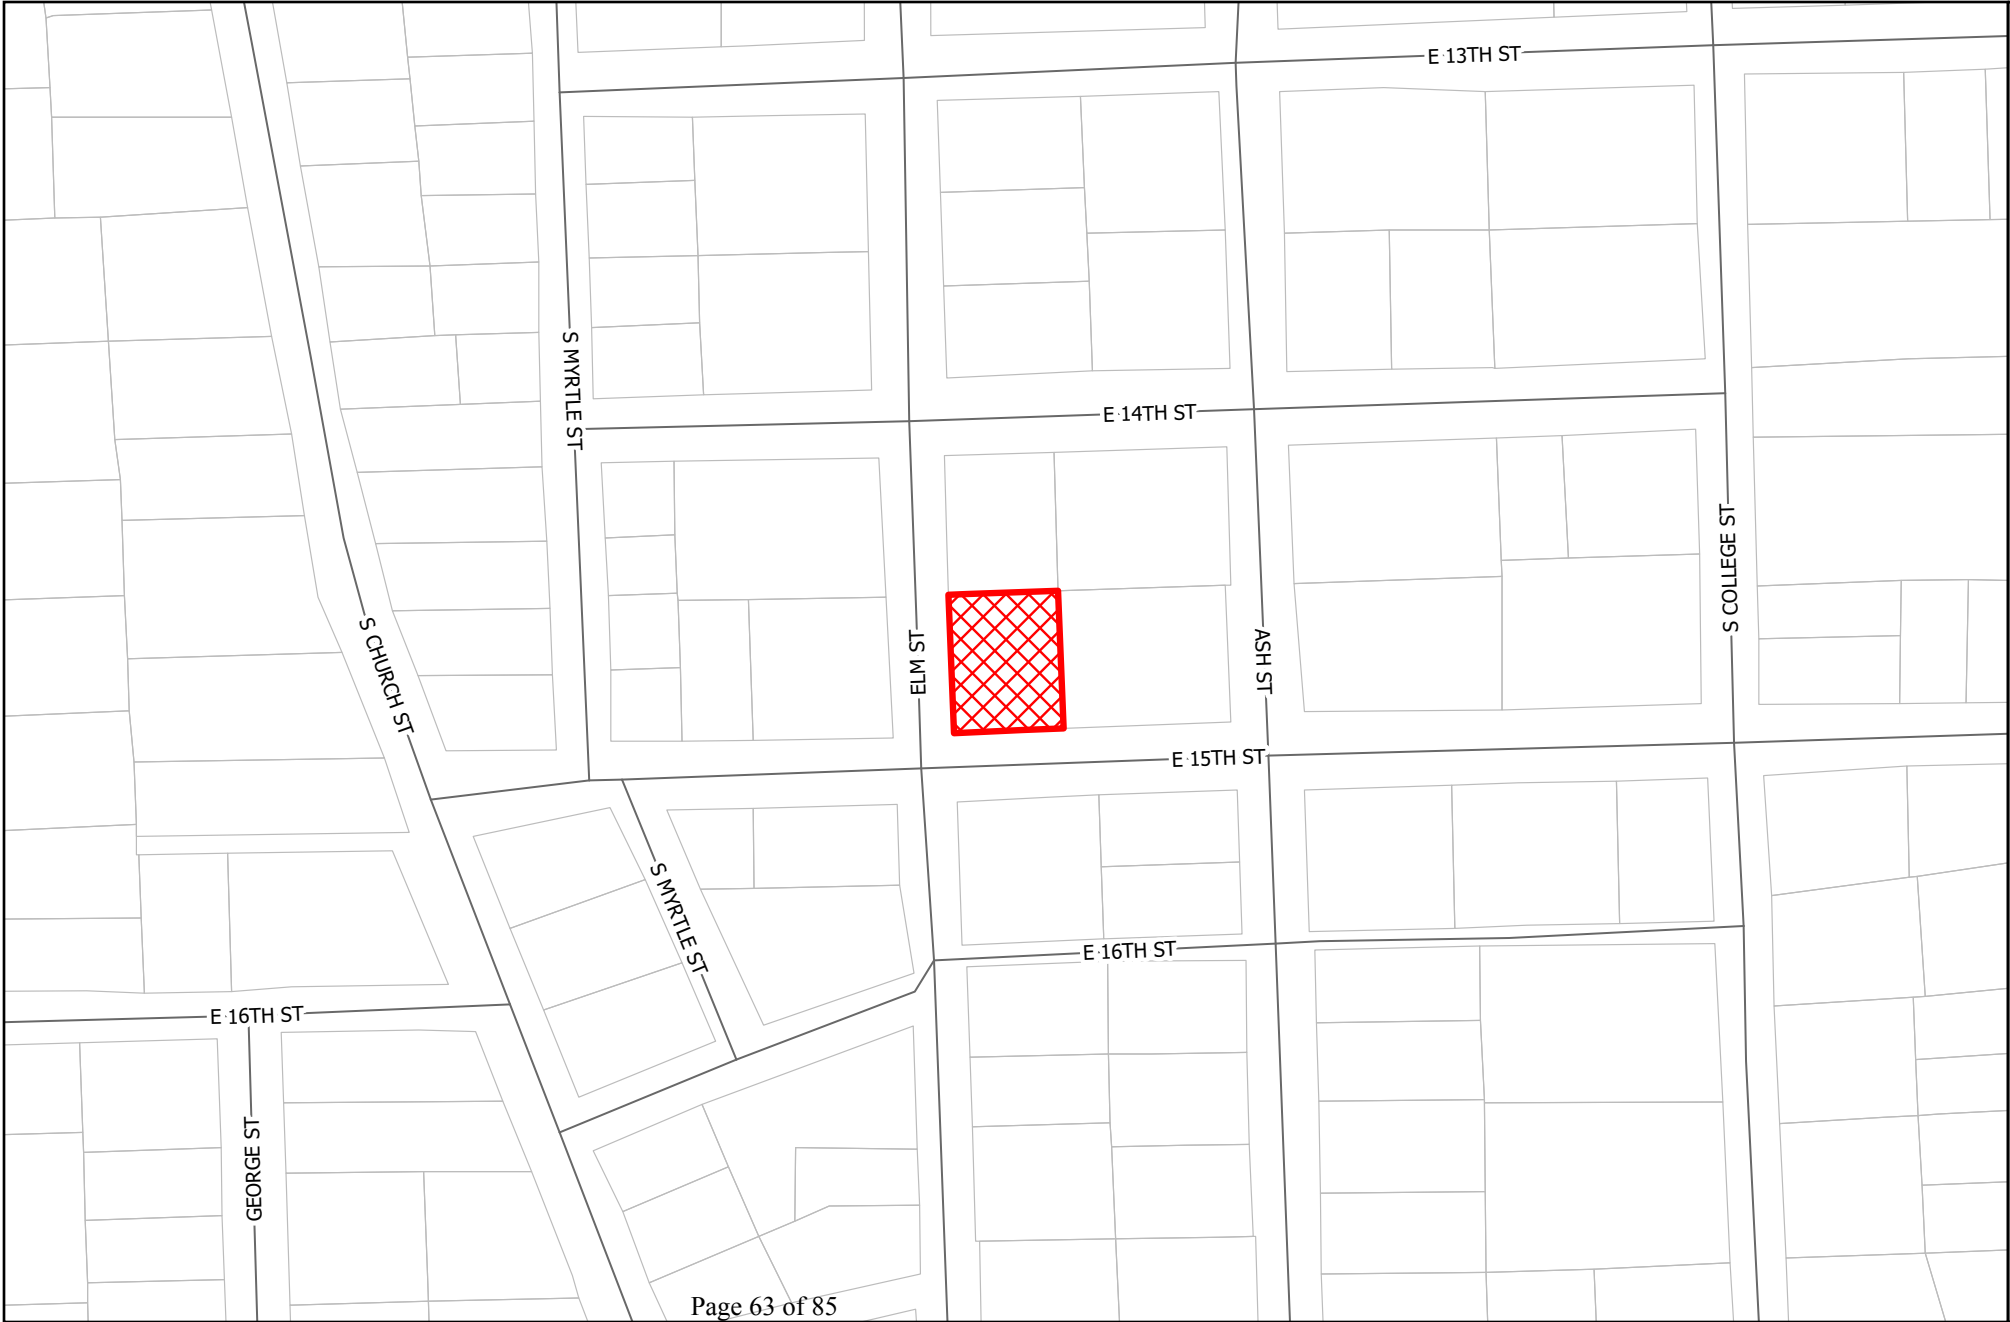 E 13TH ST
S MYRTLE ST
E 14TH ST
S COLLEGE ST
S CHURCH ST
ELM ST
ASH ST
E 15TH ST
S MYRTLE ST
E 16TH ST
E 16TH ST
GEORGE ST
Page 63 of 85